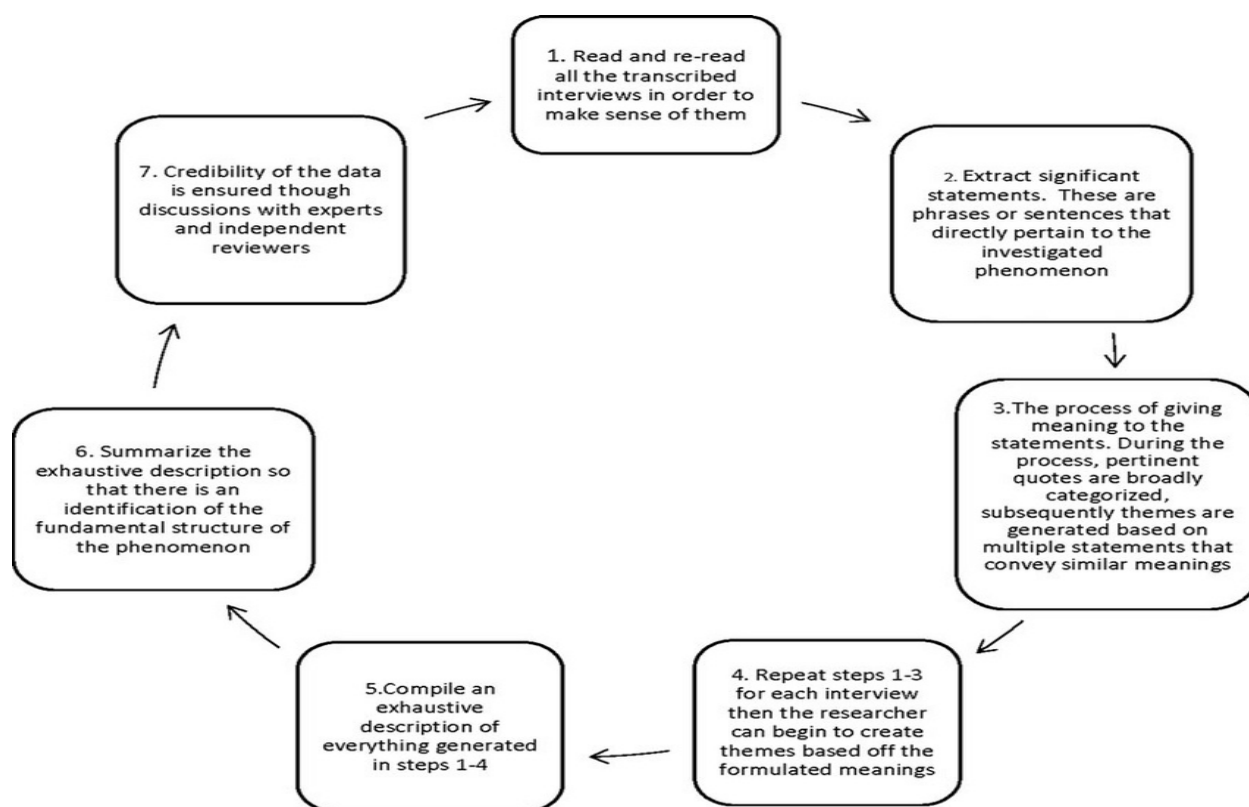 1. Read and re-read
all the transcribed
interviews in order to
make sense of them
2. Extract significant
statements. These are
phrases or sentences that
directly pertain to the
investigated
phenomenon
3.The process of giving
meaning to the
statements. During the
process, pertinent
quotes are broadly
categorized,
subsequently themes are
generated based on
multiple statements that
convey similar meanings
4. Repeat steps 1-3
for each interview
then the researcher
can begin to create
themes based off the
formulated meanings
5.Compile an
exhaustive
description of
everything generated
in steps 1-4
6. Summarize the
exhaustive description so
that there is an
identification of the
fundamental structure of
the phenomenon
7. Credibility of the data
is ensured though
discussions with experts
and independent
reviewers